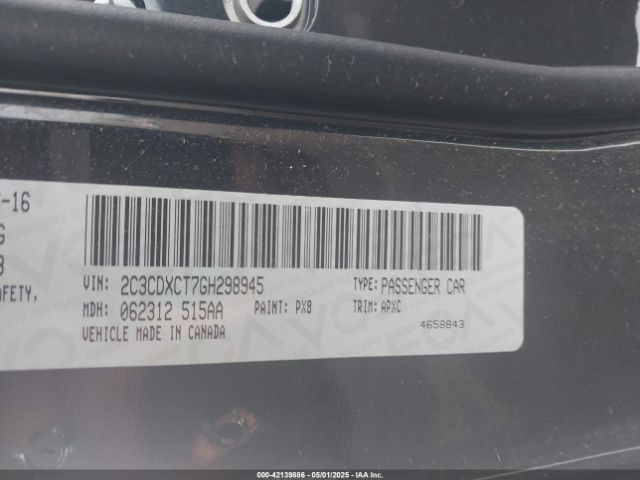 -16
G
8
AFETY,
VIN: 2C3CDXCT7GH298945 TYPE: PASSENGER CAR
MDH: 062312 515AA PAINT: PX8 TRIM: APXC
VEHICLE MADE IN CANADA 4658843
000-42139886 - 05/01/2025 - IAA Inc.